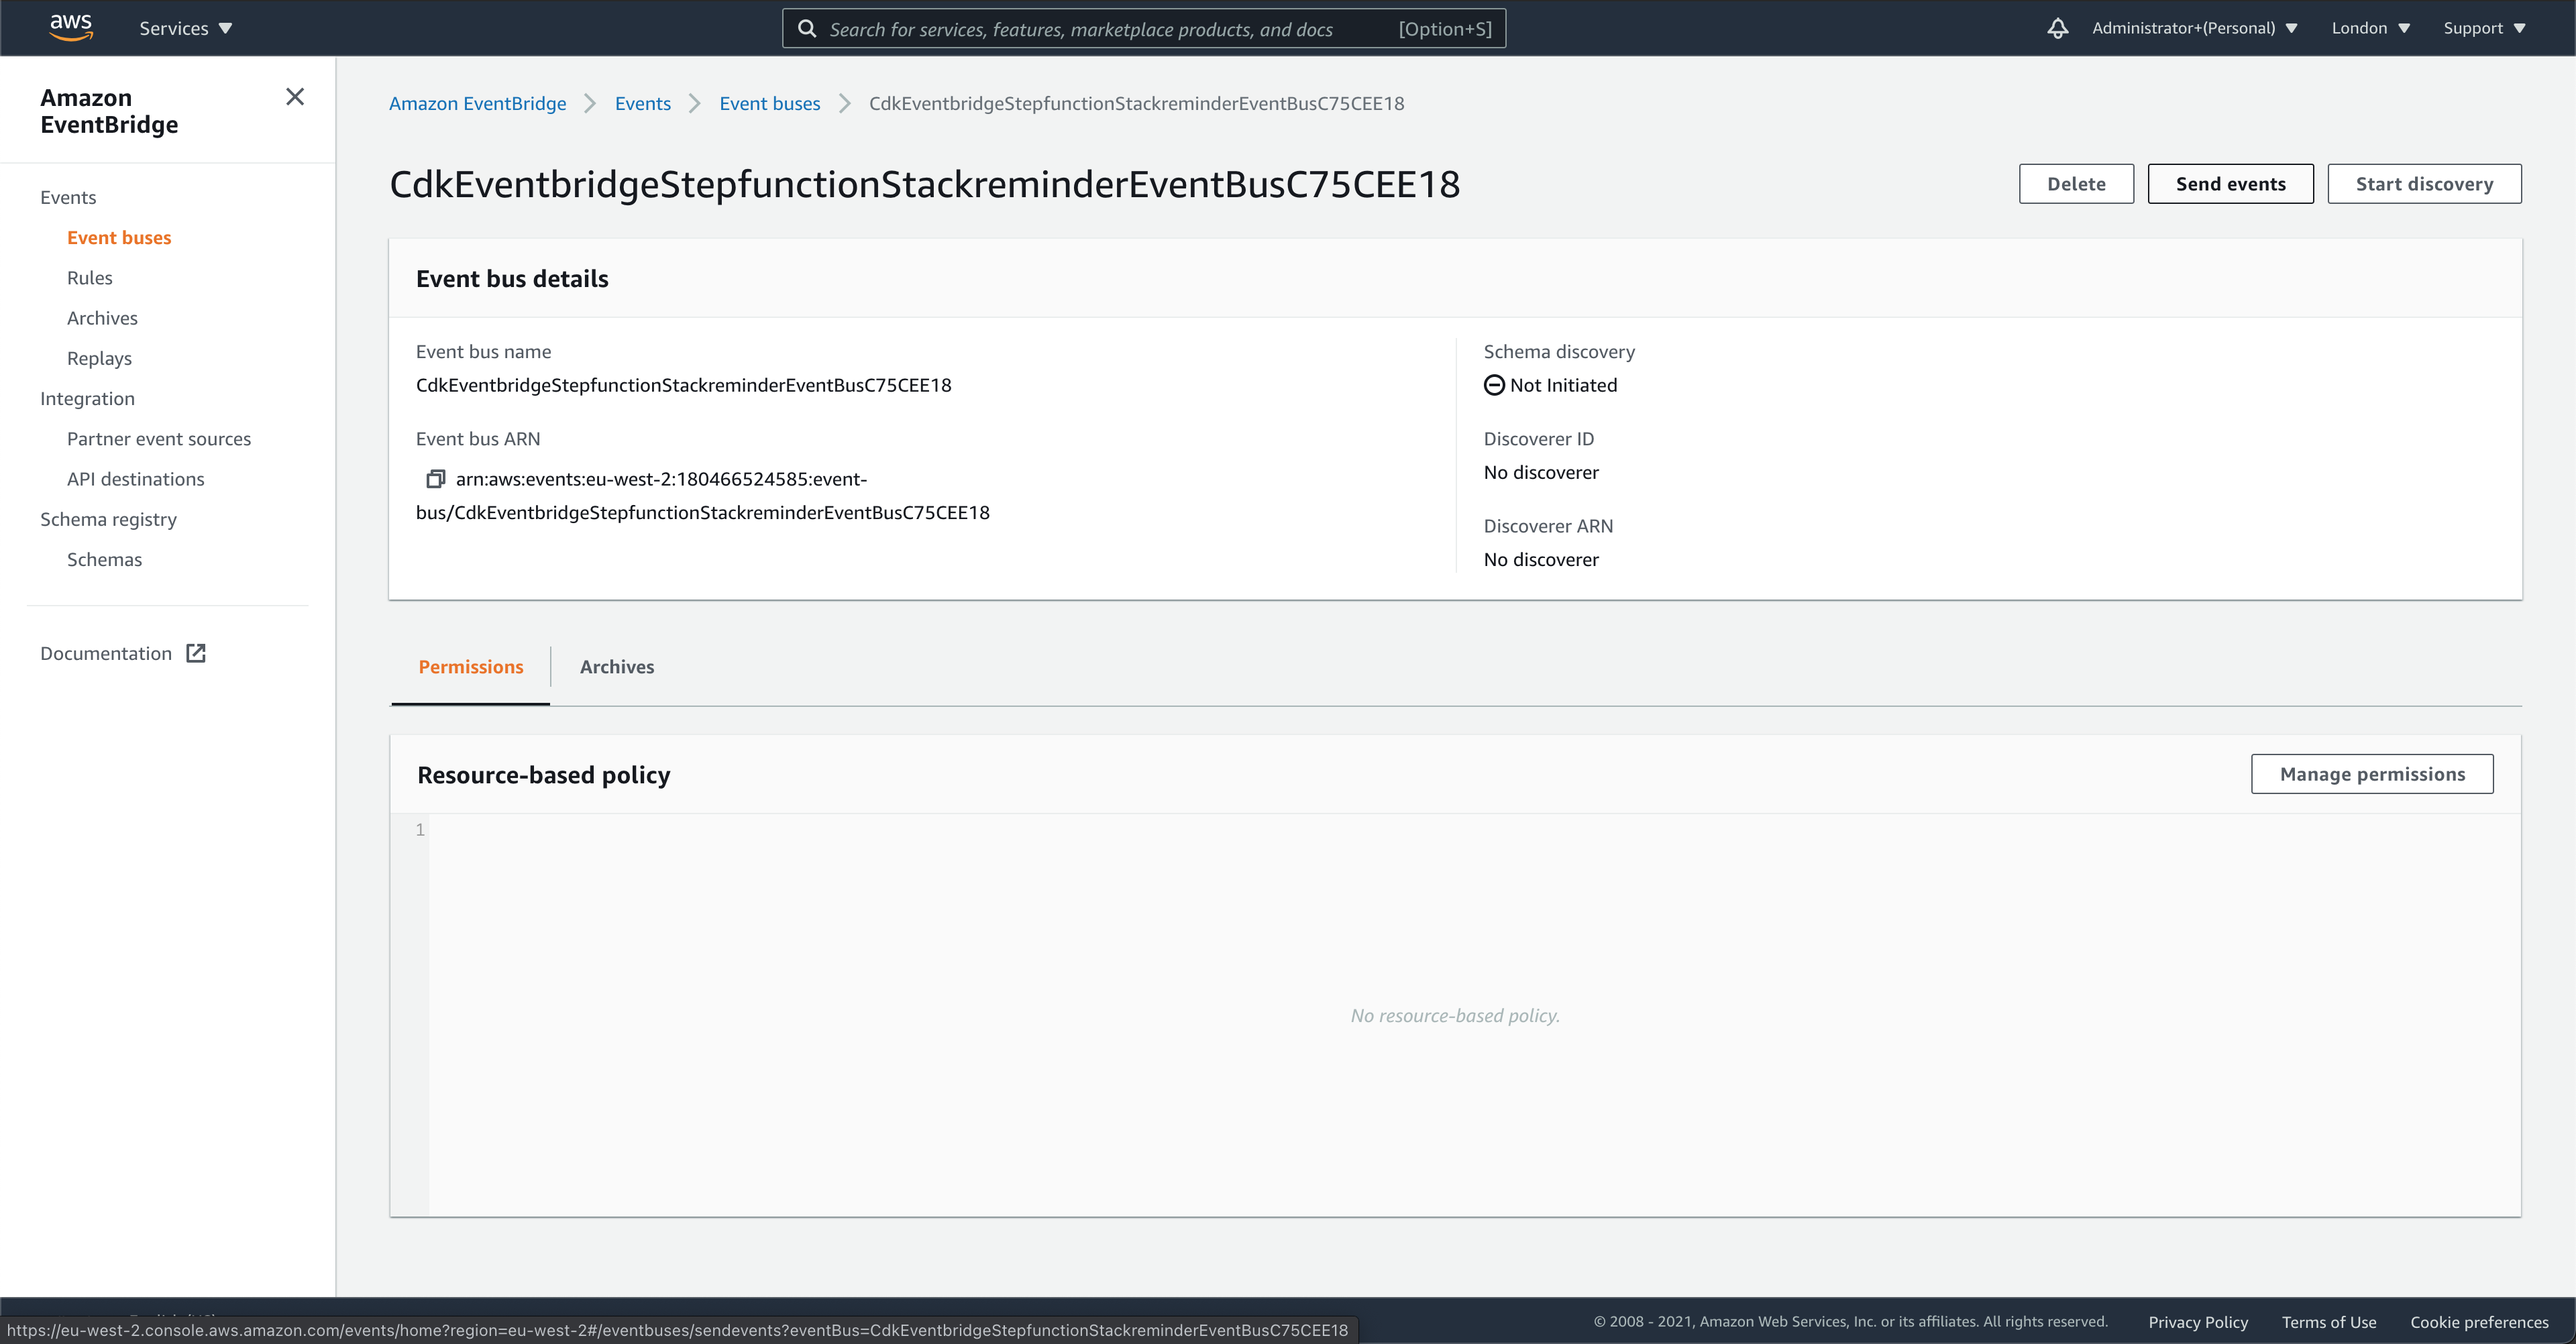 aws
Services
Search for services, features, marketplace products, and docs
[Option+S]
Administrator+(Personal)
London
Support
Amazon
EventBridge
Events
Event buses
Rules
Archives
Replays
Integration
Partner event sources
API destinations
Schema registry
Schemas
Documentation
Amazon EventBridge
Events
Event buses
CdkEventbridgeStepfunctionStackreminderEventBusC75CEE18
CdkEventbridgeStepfunctionStackreminderEventBusC75CEE18
Delete
Send events
Start discovery
Event bus details
Event bus name
CdkEventbridgeStepfunctionStackreminderEventBusC75CEE18
Event bus ARN
arn:aws:events:eu-west-2:180466524585:event-
bus/CdkEventbridgeStepfunctionStackreminderEventBusC75CEE18
Schema discovery
Not Initiated
Discoverer ID
No discoverer
Discoverer ARN
No discoverer
Permissions
Archives
Resource-based policy
Manage permissions
1
No resource-based policy.
© 2008 - 2021, Amazon Web Services, Inc. or its affiliates. All rights reserved.
Privacy Policy
Terms of Use
Cookie preferences
https://eu-west-2.console.aws.amazon.com/events/home?region=eu-west-2#/eventbuses/sendevents?eventBus=CdkEventbridgeStepfunctionStackreminderEventBusC75CEE18